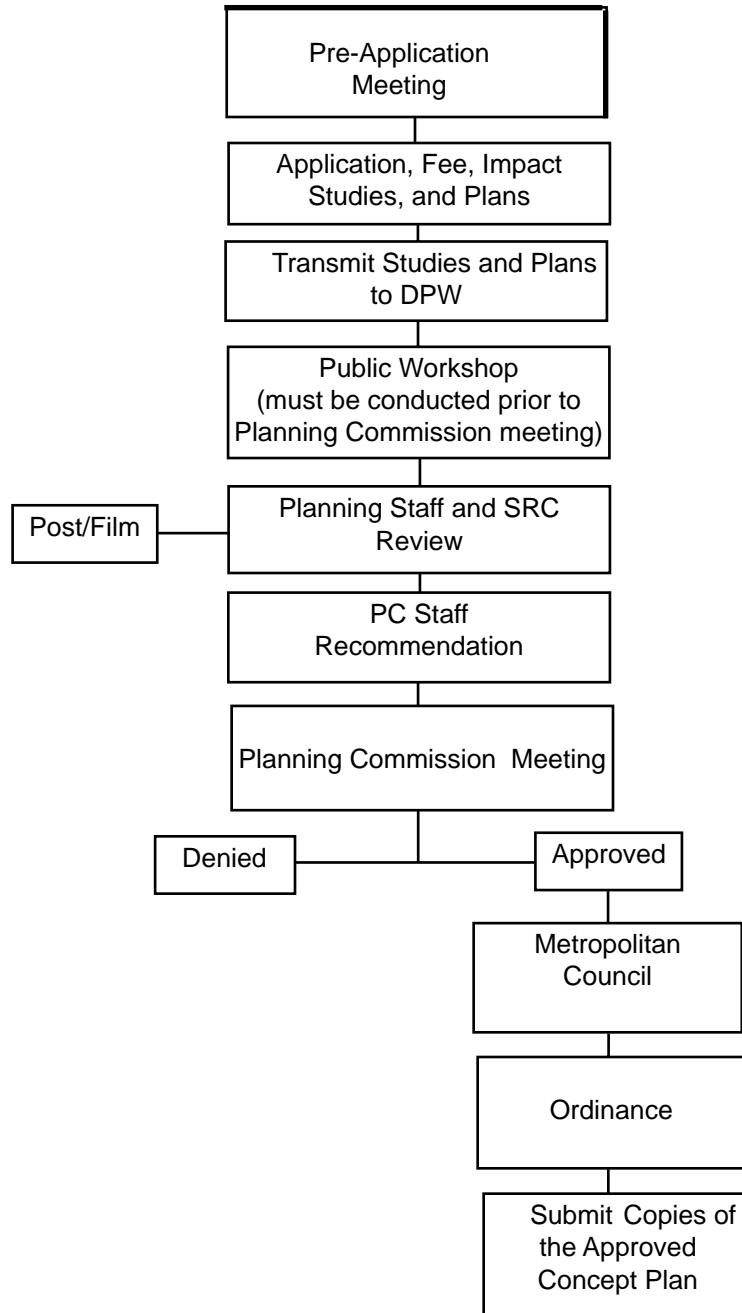 Pre-Application
Meeting
Application, Fee, Impact
Studies, and Plans
Transmit Studies and Plans
to DPW
Public Workshop
(must be conducted prior to
Planning Commission meeting)
Post/Film
Planning Staff and SRC
Review
PC Staff
Recommendation
Planning Commission Meeting
Denied
Approved
Metropolitan
Council
Ordinance
Submit Copies of
the Approved
Concept Plan